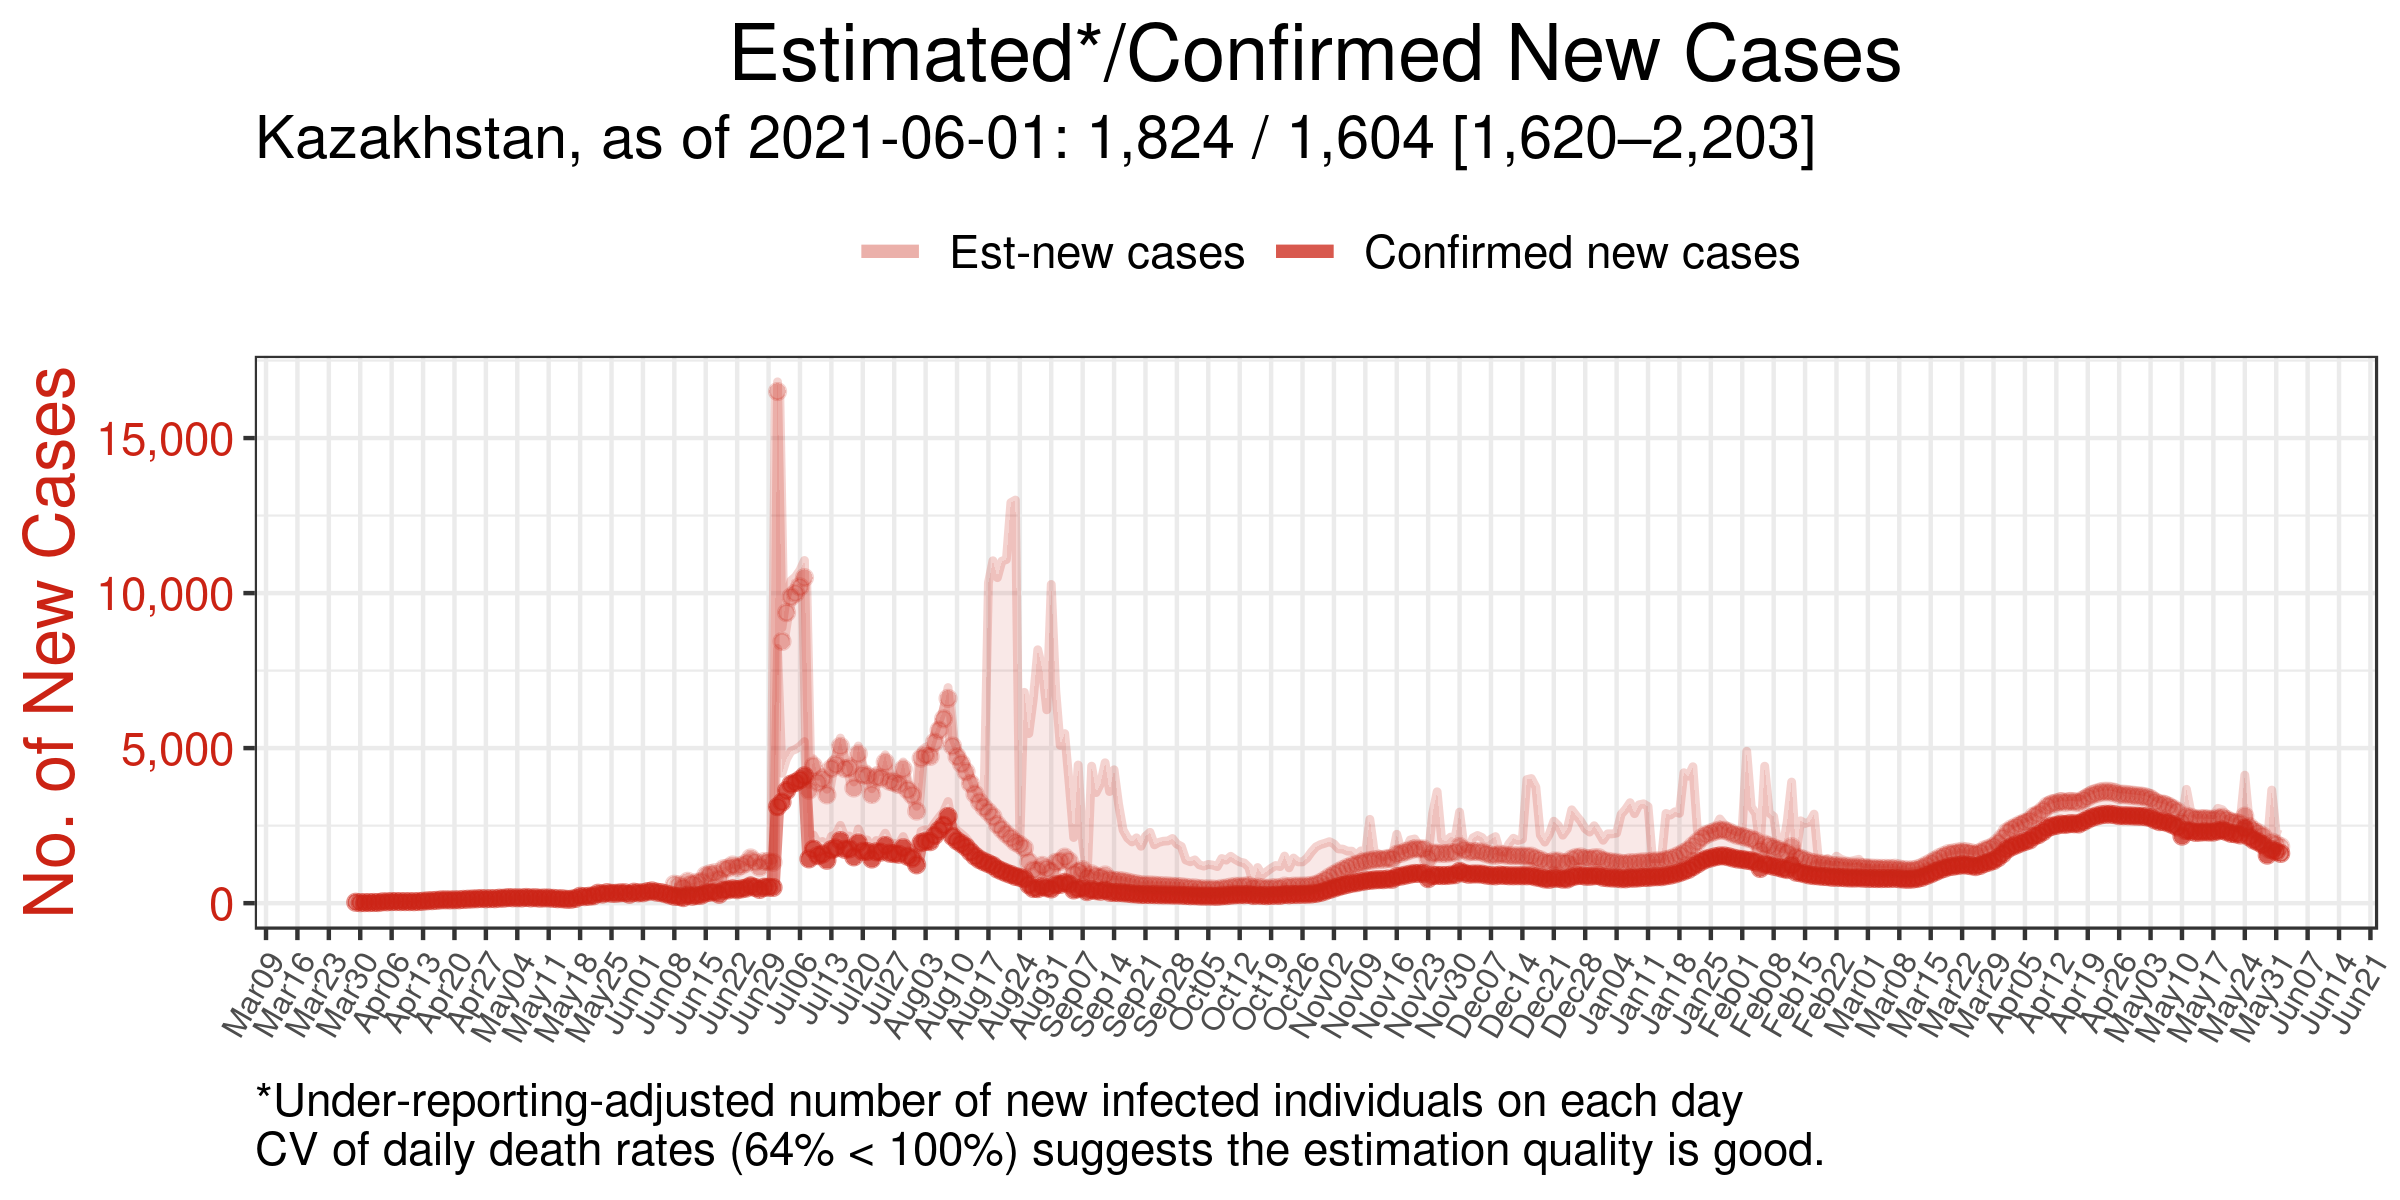 Estimated*/Confirmed New Cases
Kazakhstan, as of 2021-06-01: 1,824 / 1,604 [1,620–2,203]
Est-new cases Confirmed new cases
No. of New Cases
15,000
10,000
5,000
0
Mar09 Mar16 Mar23 Mar30 Apr06 Apr13 Apr20 Apr27 May04 May11 May18 May25 Jun01 Jun08 Jun15 Jun22 Jun29 Jul06 Jul13 Jul20 Jul27 Aug03 Aug10 Aug17 Aug24 Aug31 Sep07 Sep14 Sep21 Sep28 Oct05 Oct12 Oct19 Oct26 Nov02 Nov09 Nov16 Nov23 Nov30 Dec07 Dec14 Dec21 Dec28 Jan04 Jan11 Jan18 Jan25 Feb01 Feb08 Feb15 Feb22 Mar01 Mar08 Mar15 Mar22 Mar29 Apr05 Apr12 Apr19 Apr26 May03 May10 May17 May24 May31 Jun07 Jun14 Jun21
*Under-reporting-adjusted number of new infected individuals on each day
CV of daily death rates (64% < 100%) suggests the estimation quality is good.